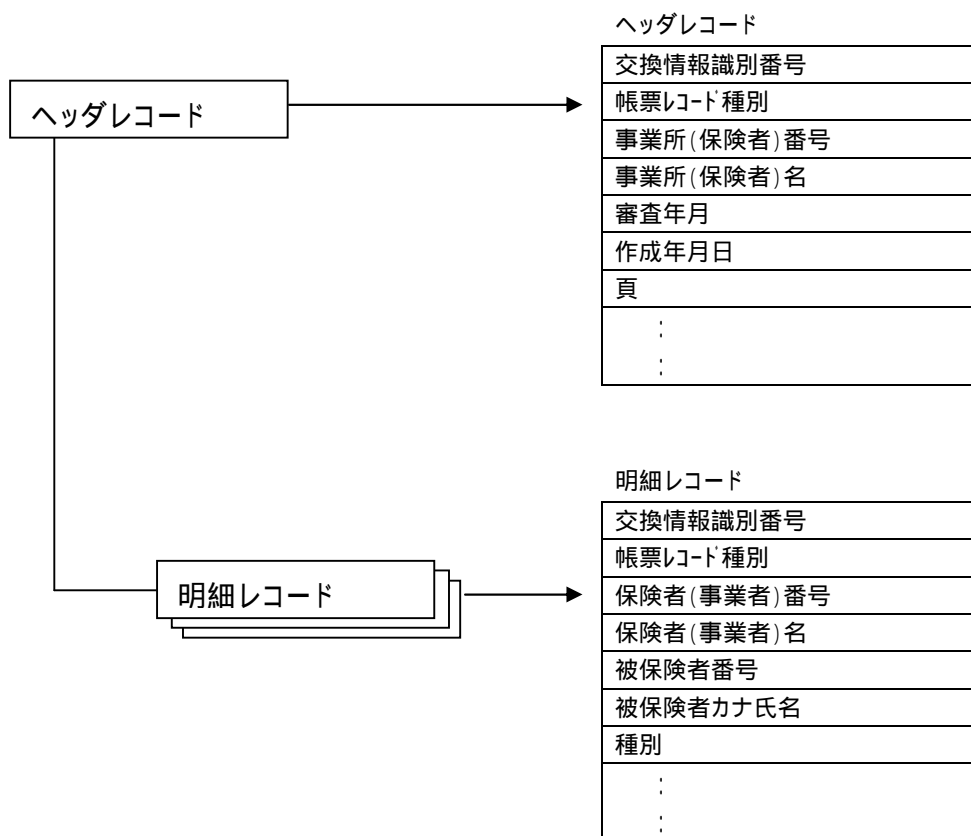 ヘッダレコード
ヘッダレコード
交換情報識別番号
帳票ﾚｺｰﾄﾞ種別
事業所(保険者)番号
事業所(保険者)名
審査年月
作成年月日
頁
:
:
明細レコード
明細レコード
交換情報識別番号
帳票ﾚｺｰﾄﾞ種別
保険者(事業者)番号
保険者(事業者)名
被保険者番号
被保険者カナ氏名
種別
:
: